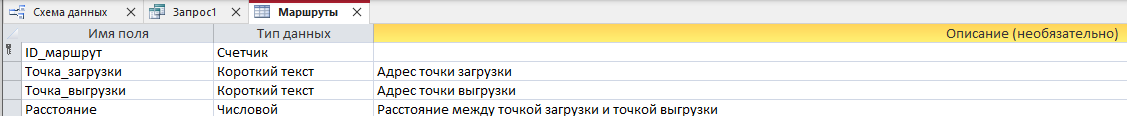 Схема данных Запрос1 Маршруты
Имя поля Тип данных Описание (необязательно)
ID_маршрут Счетчик
Точка_загрузки Короткий текст Адрес точки загрузки
Точка_выгрузки Короткий текст Адрес точки выгрузки
Расстояние Числовой Расстояние между точкой загрузки и точкой выгрузки